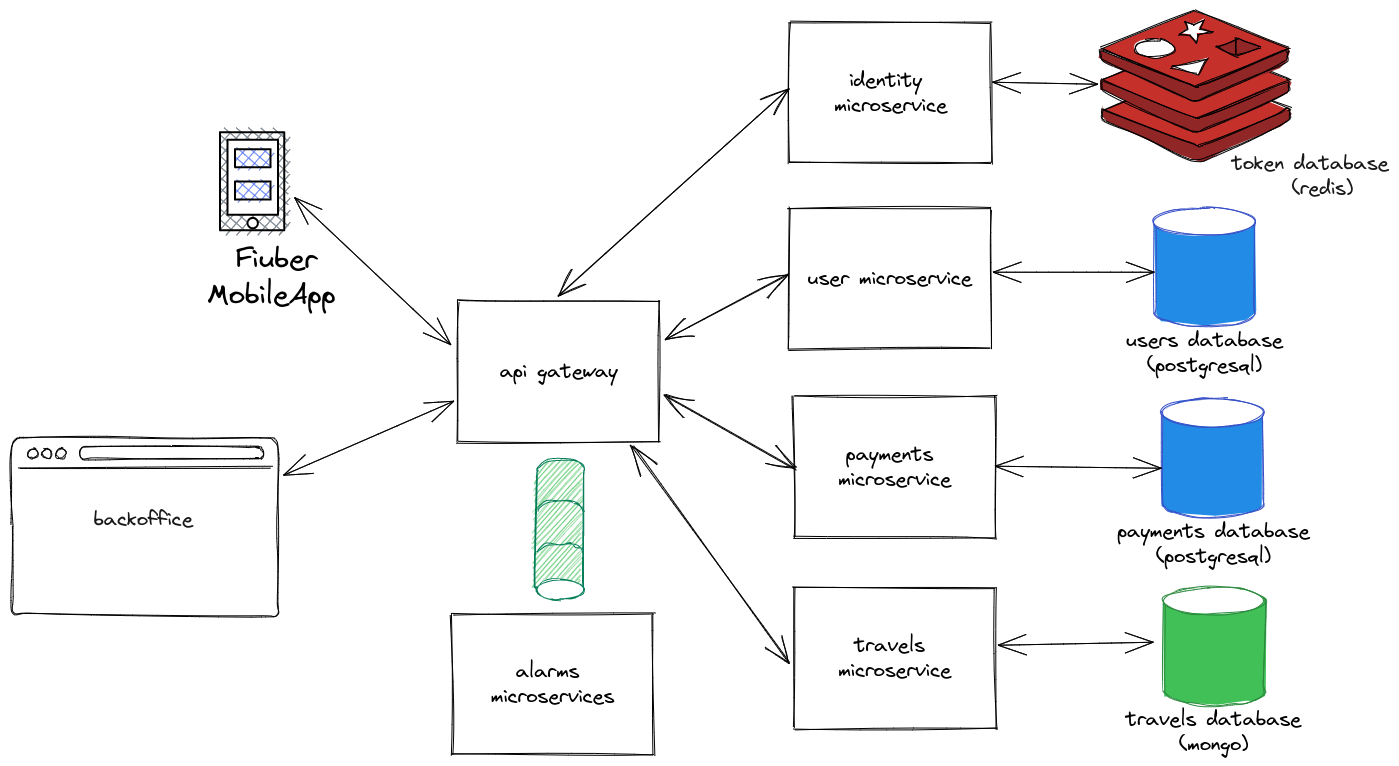 identity
microservice
token database
(redis)
Fiuber
MobileApp
user microservice
users database
(postgresql)
api gateway
payments
microservice
payments database
(postgresql)
backoffice
alarms
microservices
travels
microservice
travels database
(mongo)